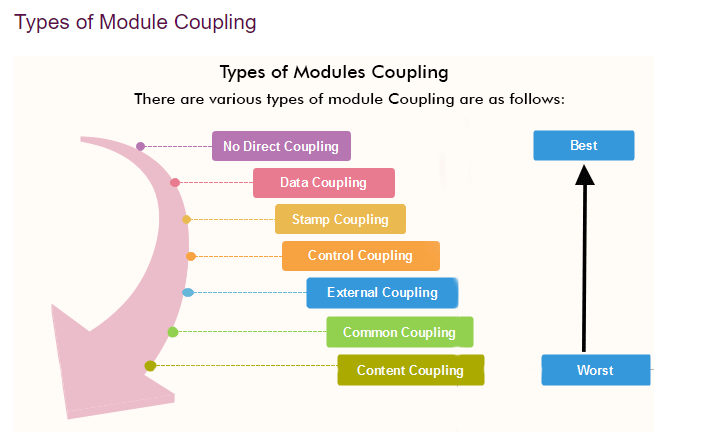 Types of Module Coupling
Types of Modules Coupling
There are various types of module Coupling are as follows:
No Direct Coupling
Best
Data Coupling
Stamp Coupling
Control Coupling
External Coupling
Common Coupling
Content Coupling
Worst